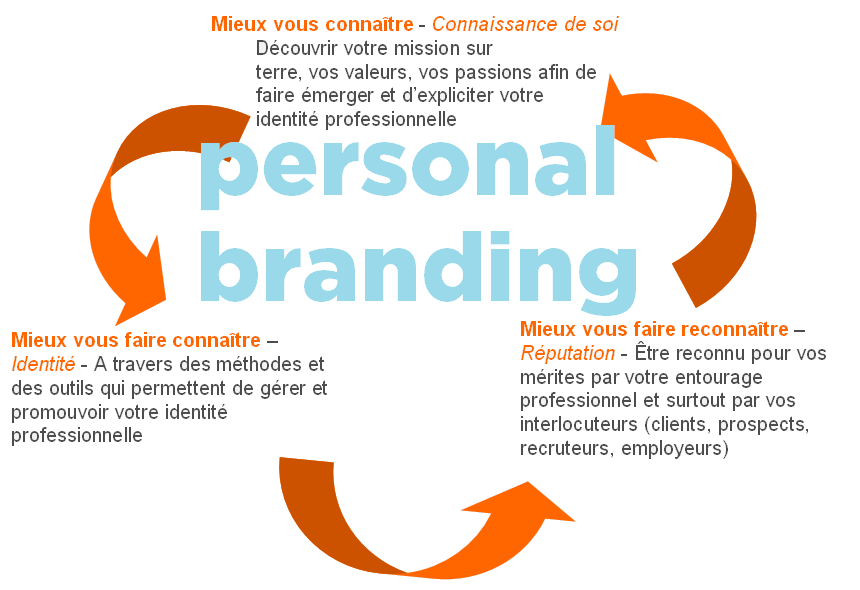 Mieux vous connaître - Connaissance de soi
Découvrir votre mission sur
terre, vos valeurs, vos passions afin de
faire émerger et d'expliciter votre
identité professionnelle
personal
branding
Mieux vous faire connaître –
Identité - A travers des méthodes et
des outils qui permettent de gérer et
promouvoir votre identité
professionnelle
Mieux vous faire reconnaître –
Réputation - Être reconnu pour vos
mérites par votre entourage
professionnel et surtout par vos
interlocuteurs (clients, prospects,
recruteurs, employeurs)